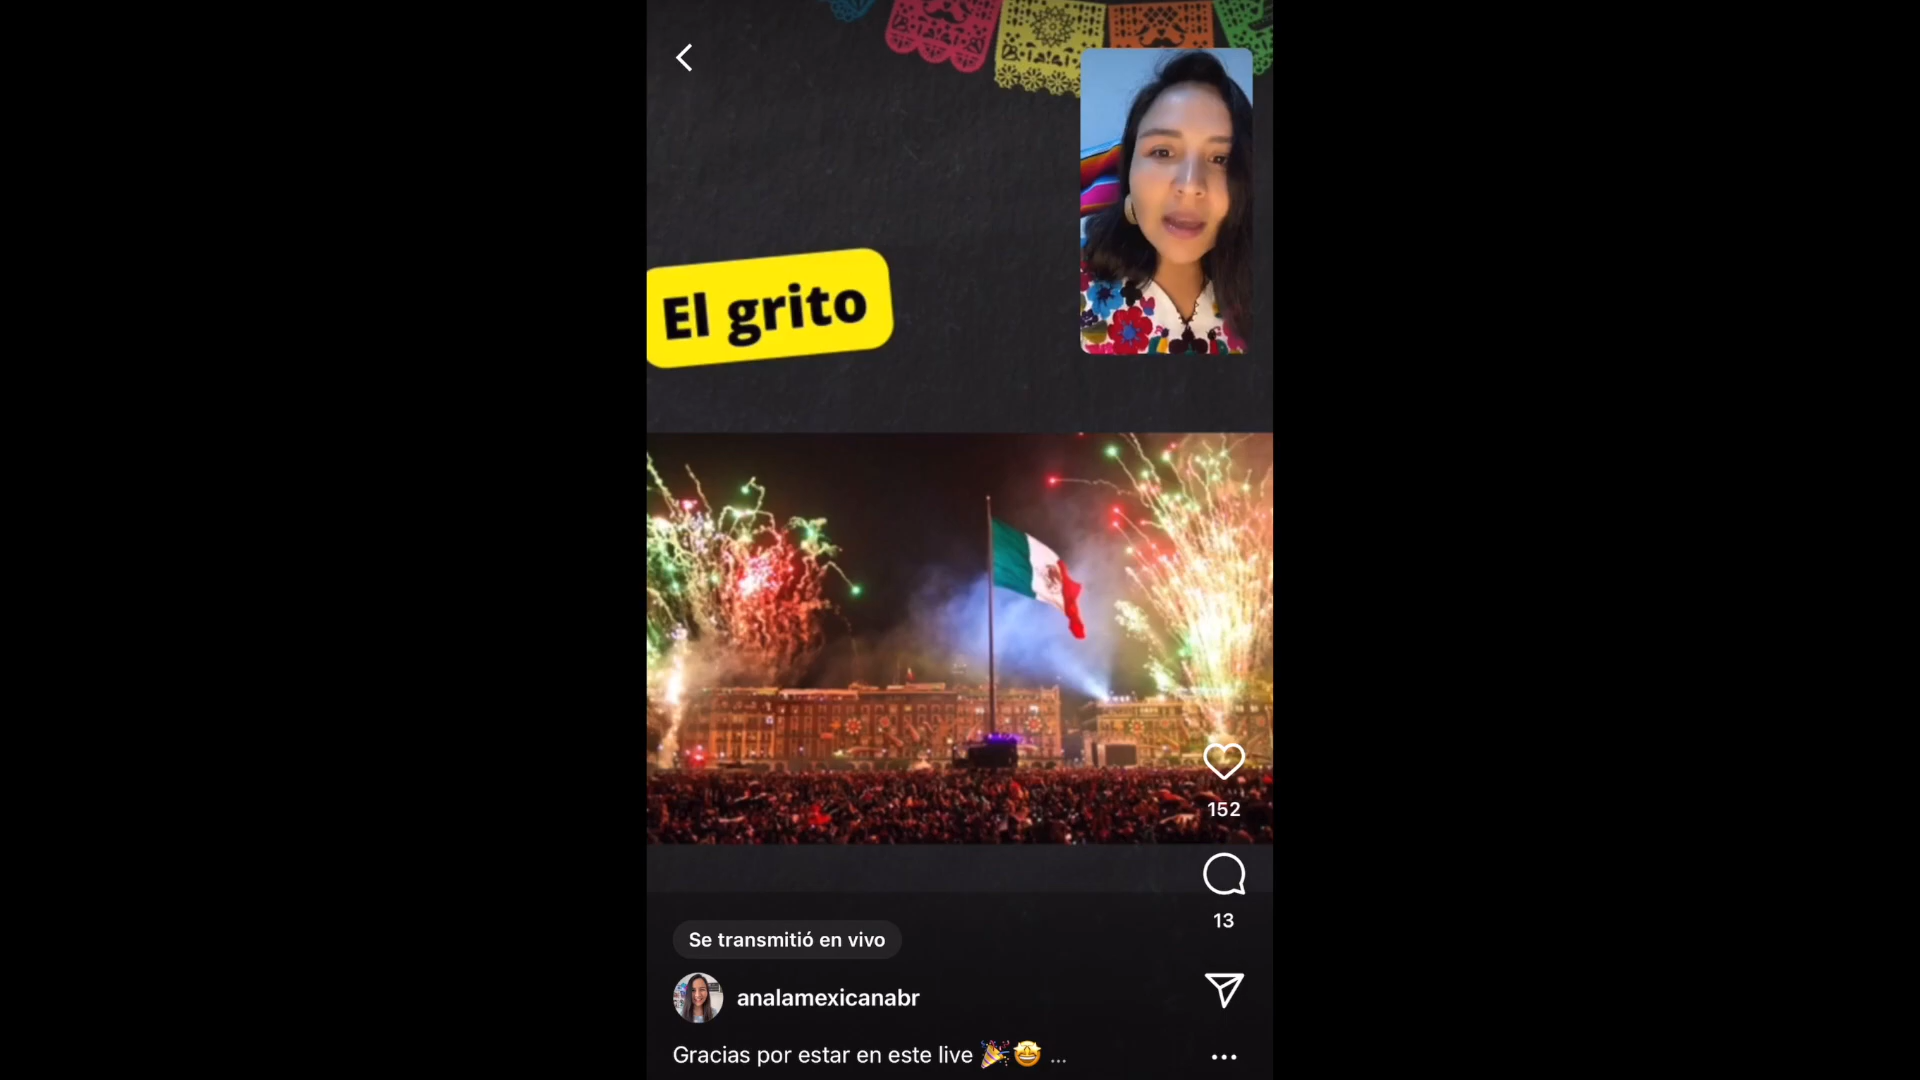 El grito
152
13
Se transmitió en vivo
analamexicanabr
Gracias por estar en este live 🎉🤩 ...